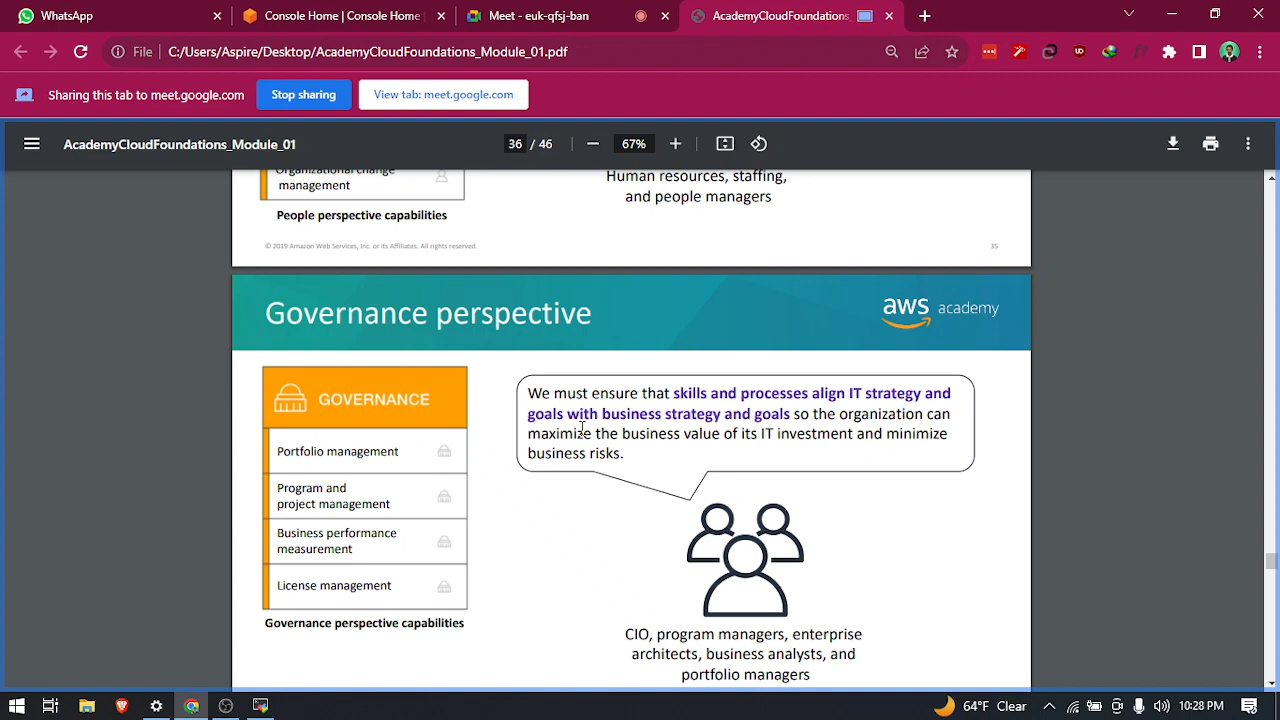 WhatsApp
Corporate Homes | Home
Meet - euk-qfsj-ban
AcademyCloudFoundations_
File
C:/Users/Aspire/Desktop/AcademyCloudFoundations_Module_01.pdf
Sharing this tab to meet.google.com
Stop sharing
View tab: meet.google.com
AcademyCloudFoundations_Module_01
36 / 46
67%
Organizational change
management
Human resources, staffing,
and people managers
People perspective capabilities
© 2019 Amazon Web Services, Inc. or its Affiliates. All rights reserved.
35
Governance perspective
aws academy
GOVERNANCE
Portfolio management
Program and
project management
Business performance
measurement
License management
Governance perspective capabilities
We must ensure that skills and processes align IT strategy and
goals with business strategy and goals so the organization can
maximize the business value of its IT investment and minimize
business risks.
CIO, program managers, enterprise
architects, business analysts, and
portfolio managers
64°F Clear
10:28 PM